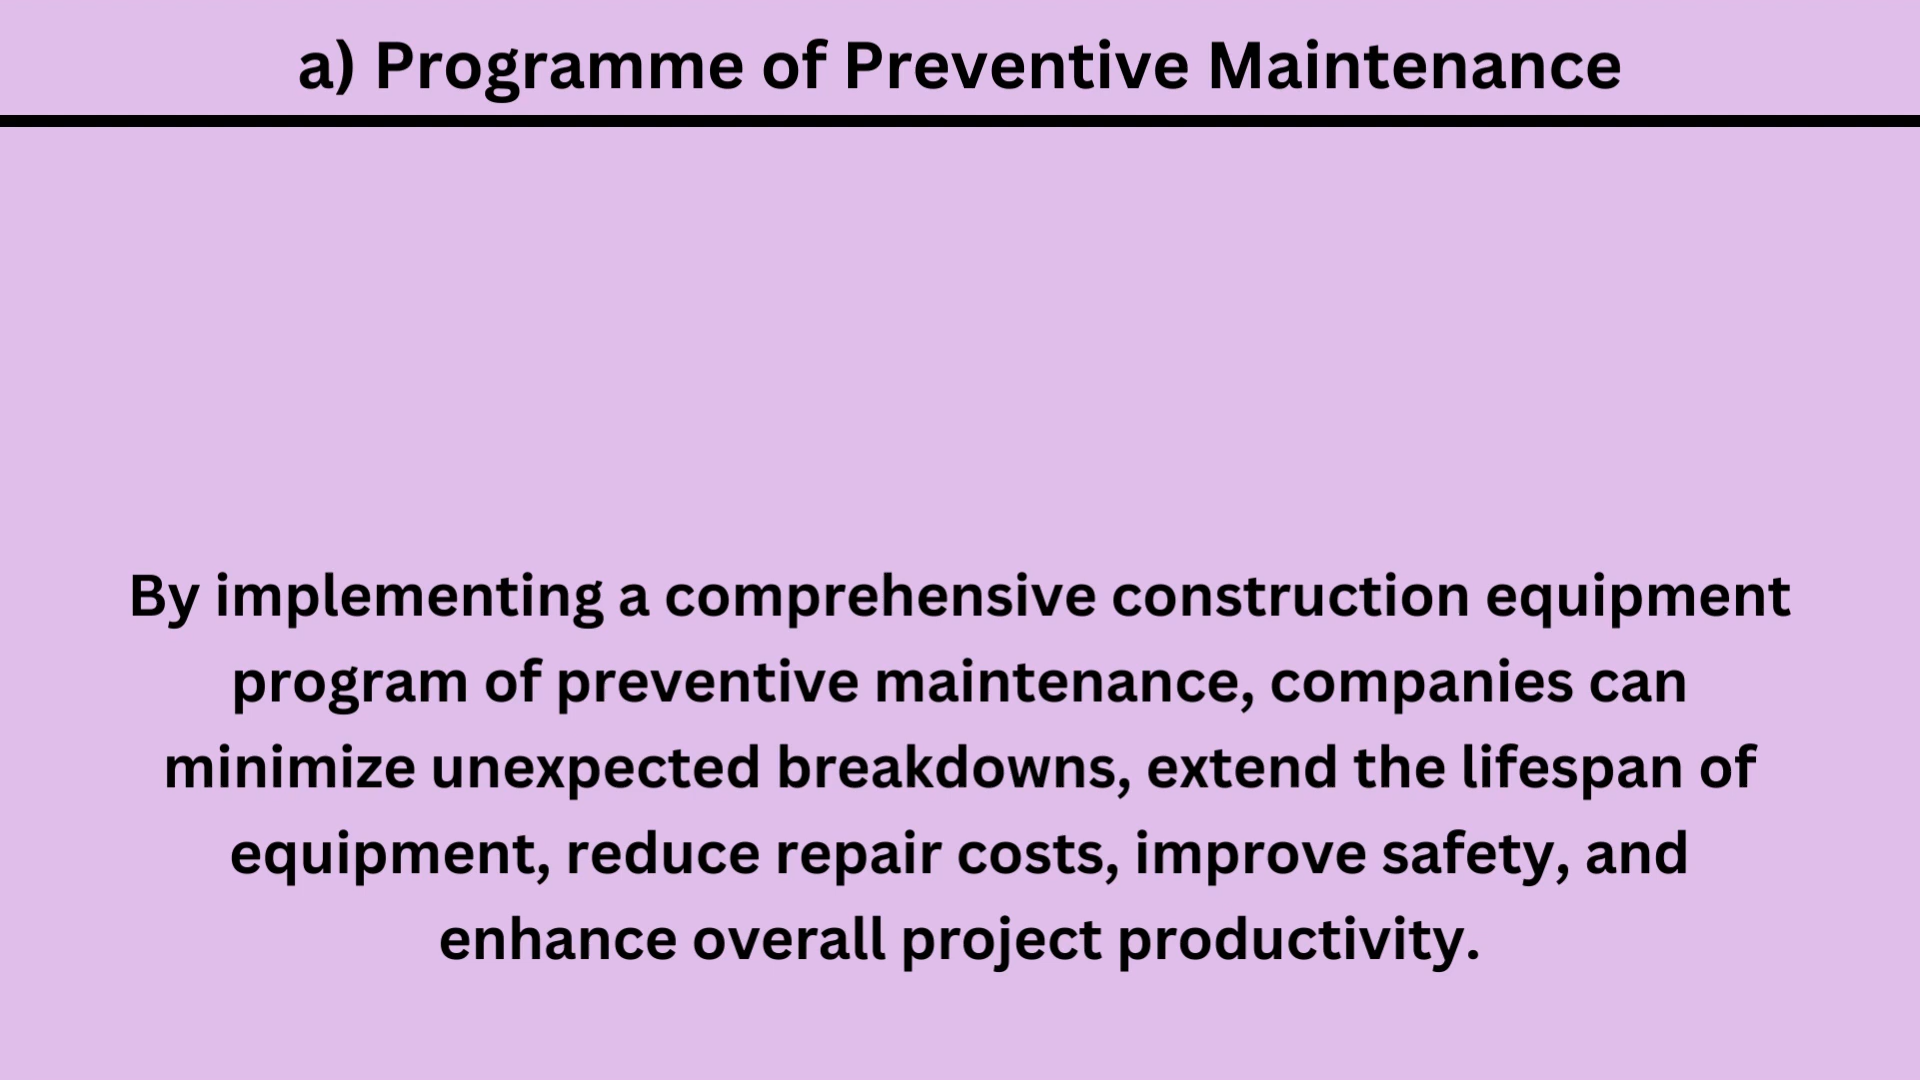 a) Programme of Preventive Maintenance
By implementing a comprehensive construction equipment
program of preventive maintenance, companies can
minimize unexpected breakdowns, extend the lifespan of
equipment, reduce repair costs, improve safety, and
enhance overall project productivity.